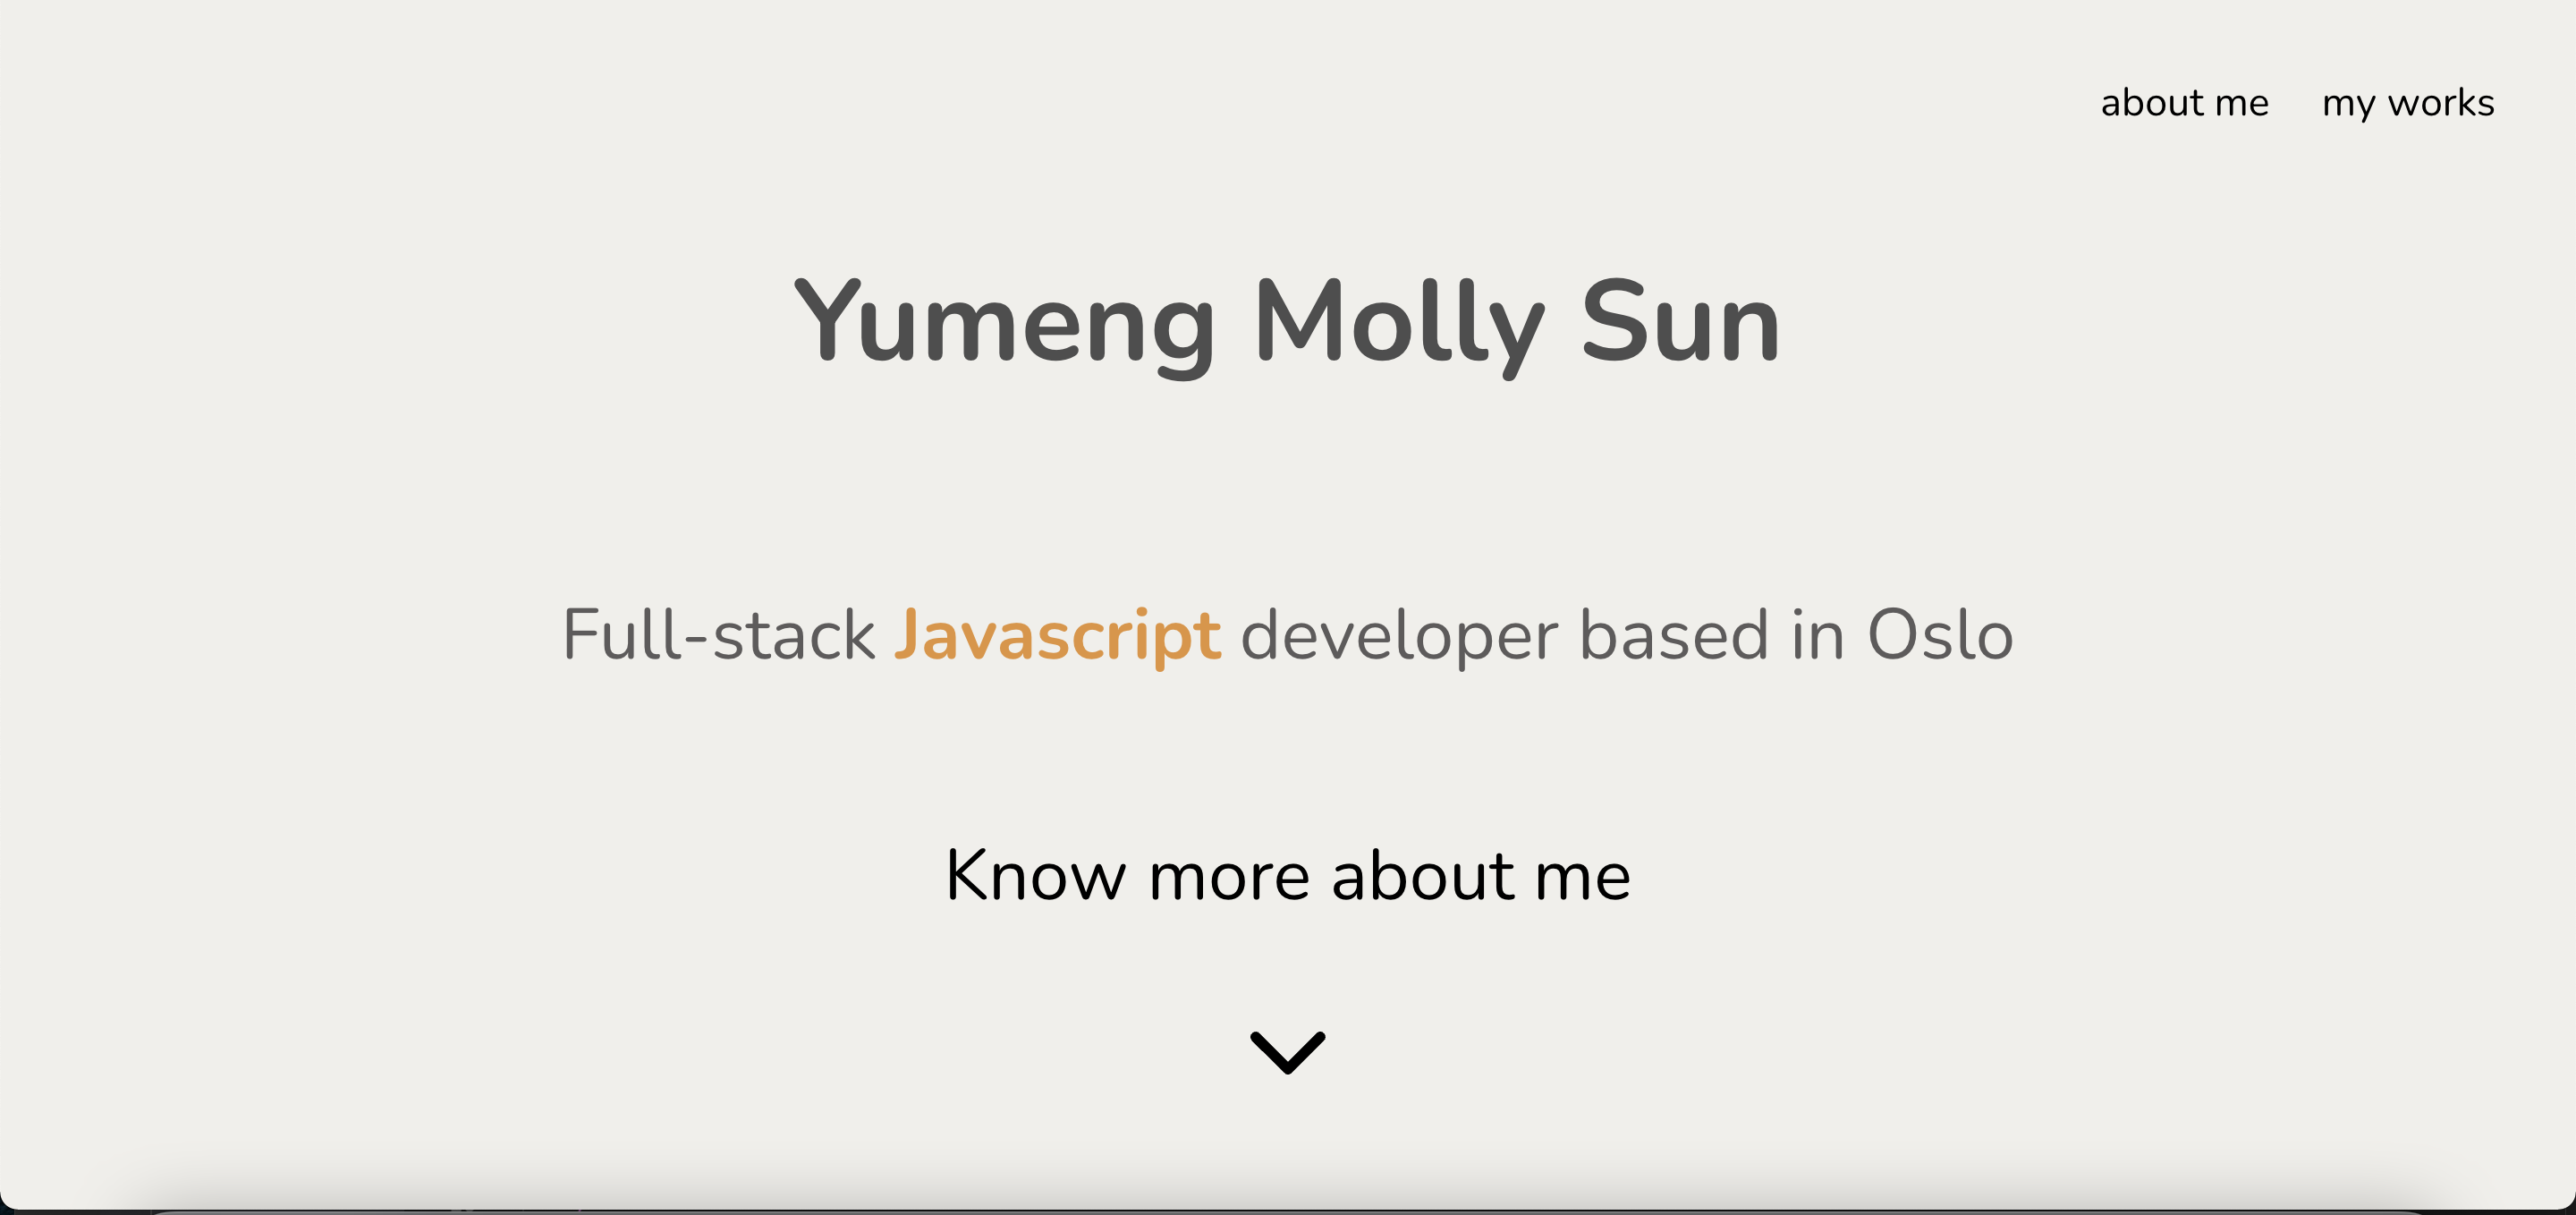 about me my works
Yumeng Molly Sun
Full-stack Javascript developer based in Oslo
Know more about me